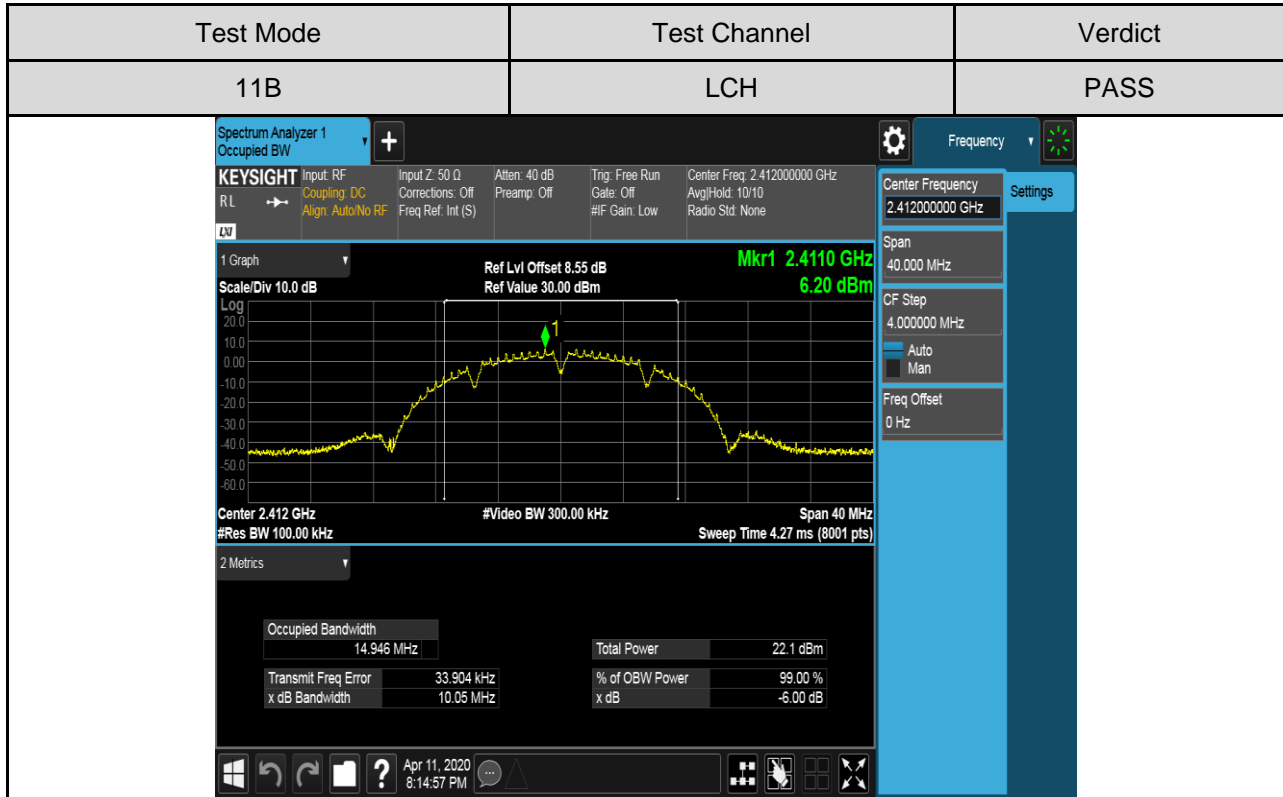 Test Mode Test Channel Verdict
11B LCH PASS
Spectrum Analyzer 1
Occupied BW
+
Frequency
KEYSIGHT
RL
LXI
Input: RF
Coupling: DC
Align: Auto/No RF
Input Z: 50 Ω
Corrections: Off
Freq Ref: Int (S)
Atten: 40 dB
Preamp: Off
Trig: Free Run
Gate: Off
#IF Gain: Low
Center Freq: 2.412000000 GHz
Avg|Hold: 10/10
Radio Std: None
Center Frequency
2.412000000 GHz
Settings
Span
40.000 MHz
CF Step
4.000000 MHz
Auto
Man
Freq Offset
0 Hz
1 Graph
Scale/Div 10.0 dB
Ref Lvl Offset 8.55 dB
Ref Value 30.00 dBm
Mkr1 2.4110 GHz
6.20 dBm
Log
20.0
10.0
0.00
-10.0
-20.0
-30.0
-40.0
-50.0
-60.0
1
Center 2.412 GHz #Video BW 300.00 kHz Span 40 MHz
#Res BW 100.00 kHz Sweep Time 4.27 ms (8001 pts)
2 Metrics
Occupied Bandwidth
14.946 MHz
Total Power 22.1 dBm
Transmit Freq Error 33.904 kHz % of OBW Power 99.00 %
x dB Bandwidth 10.05 MHz x dB -6.00 dB
?
Apr 11, 2020
8:14:57 PM